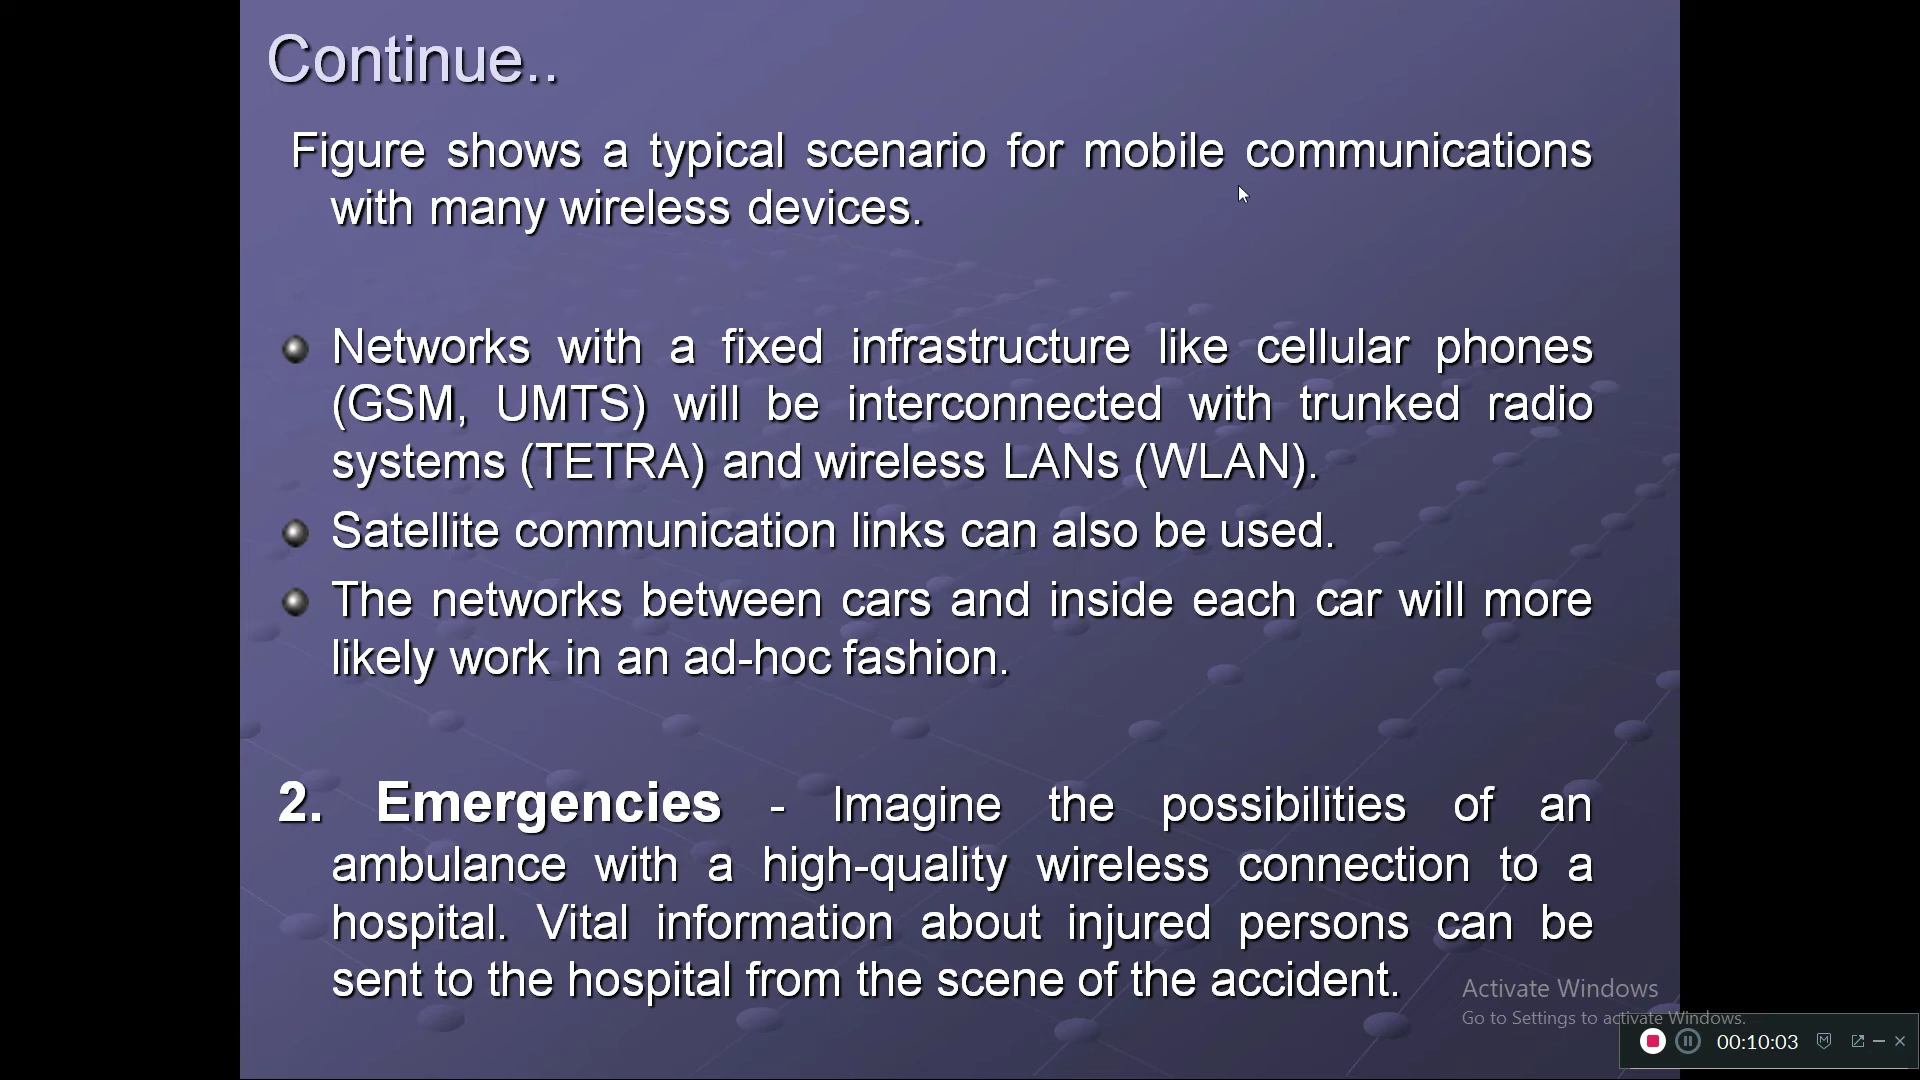 Continue..
Figure shows a typical scenario for mobile communications
with many wireless devices.
Networks with a fixed infrastructure like cellular phones
(GSM, UMTS) will be interconnected with trunked radio
systems (TETRA) and wireless LANs (WLAN).
Satellite communication links can also be used.
The networks between cars and inside each car will more
likely work in an ad-hoc fashion.
2. Emergencies - Imagine the possibilities of an
ambulance with a high-quality wireless connection to a
hospital. Vital information about injured persons can be
sent to the hospital from the scene of the accident.
Activate Windows
Go to Settings to activate Windows.
00:10:03